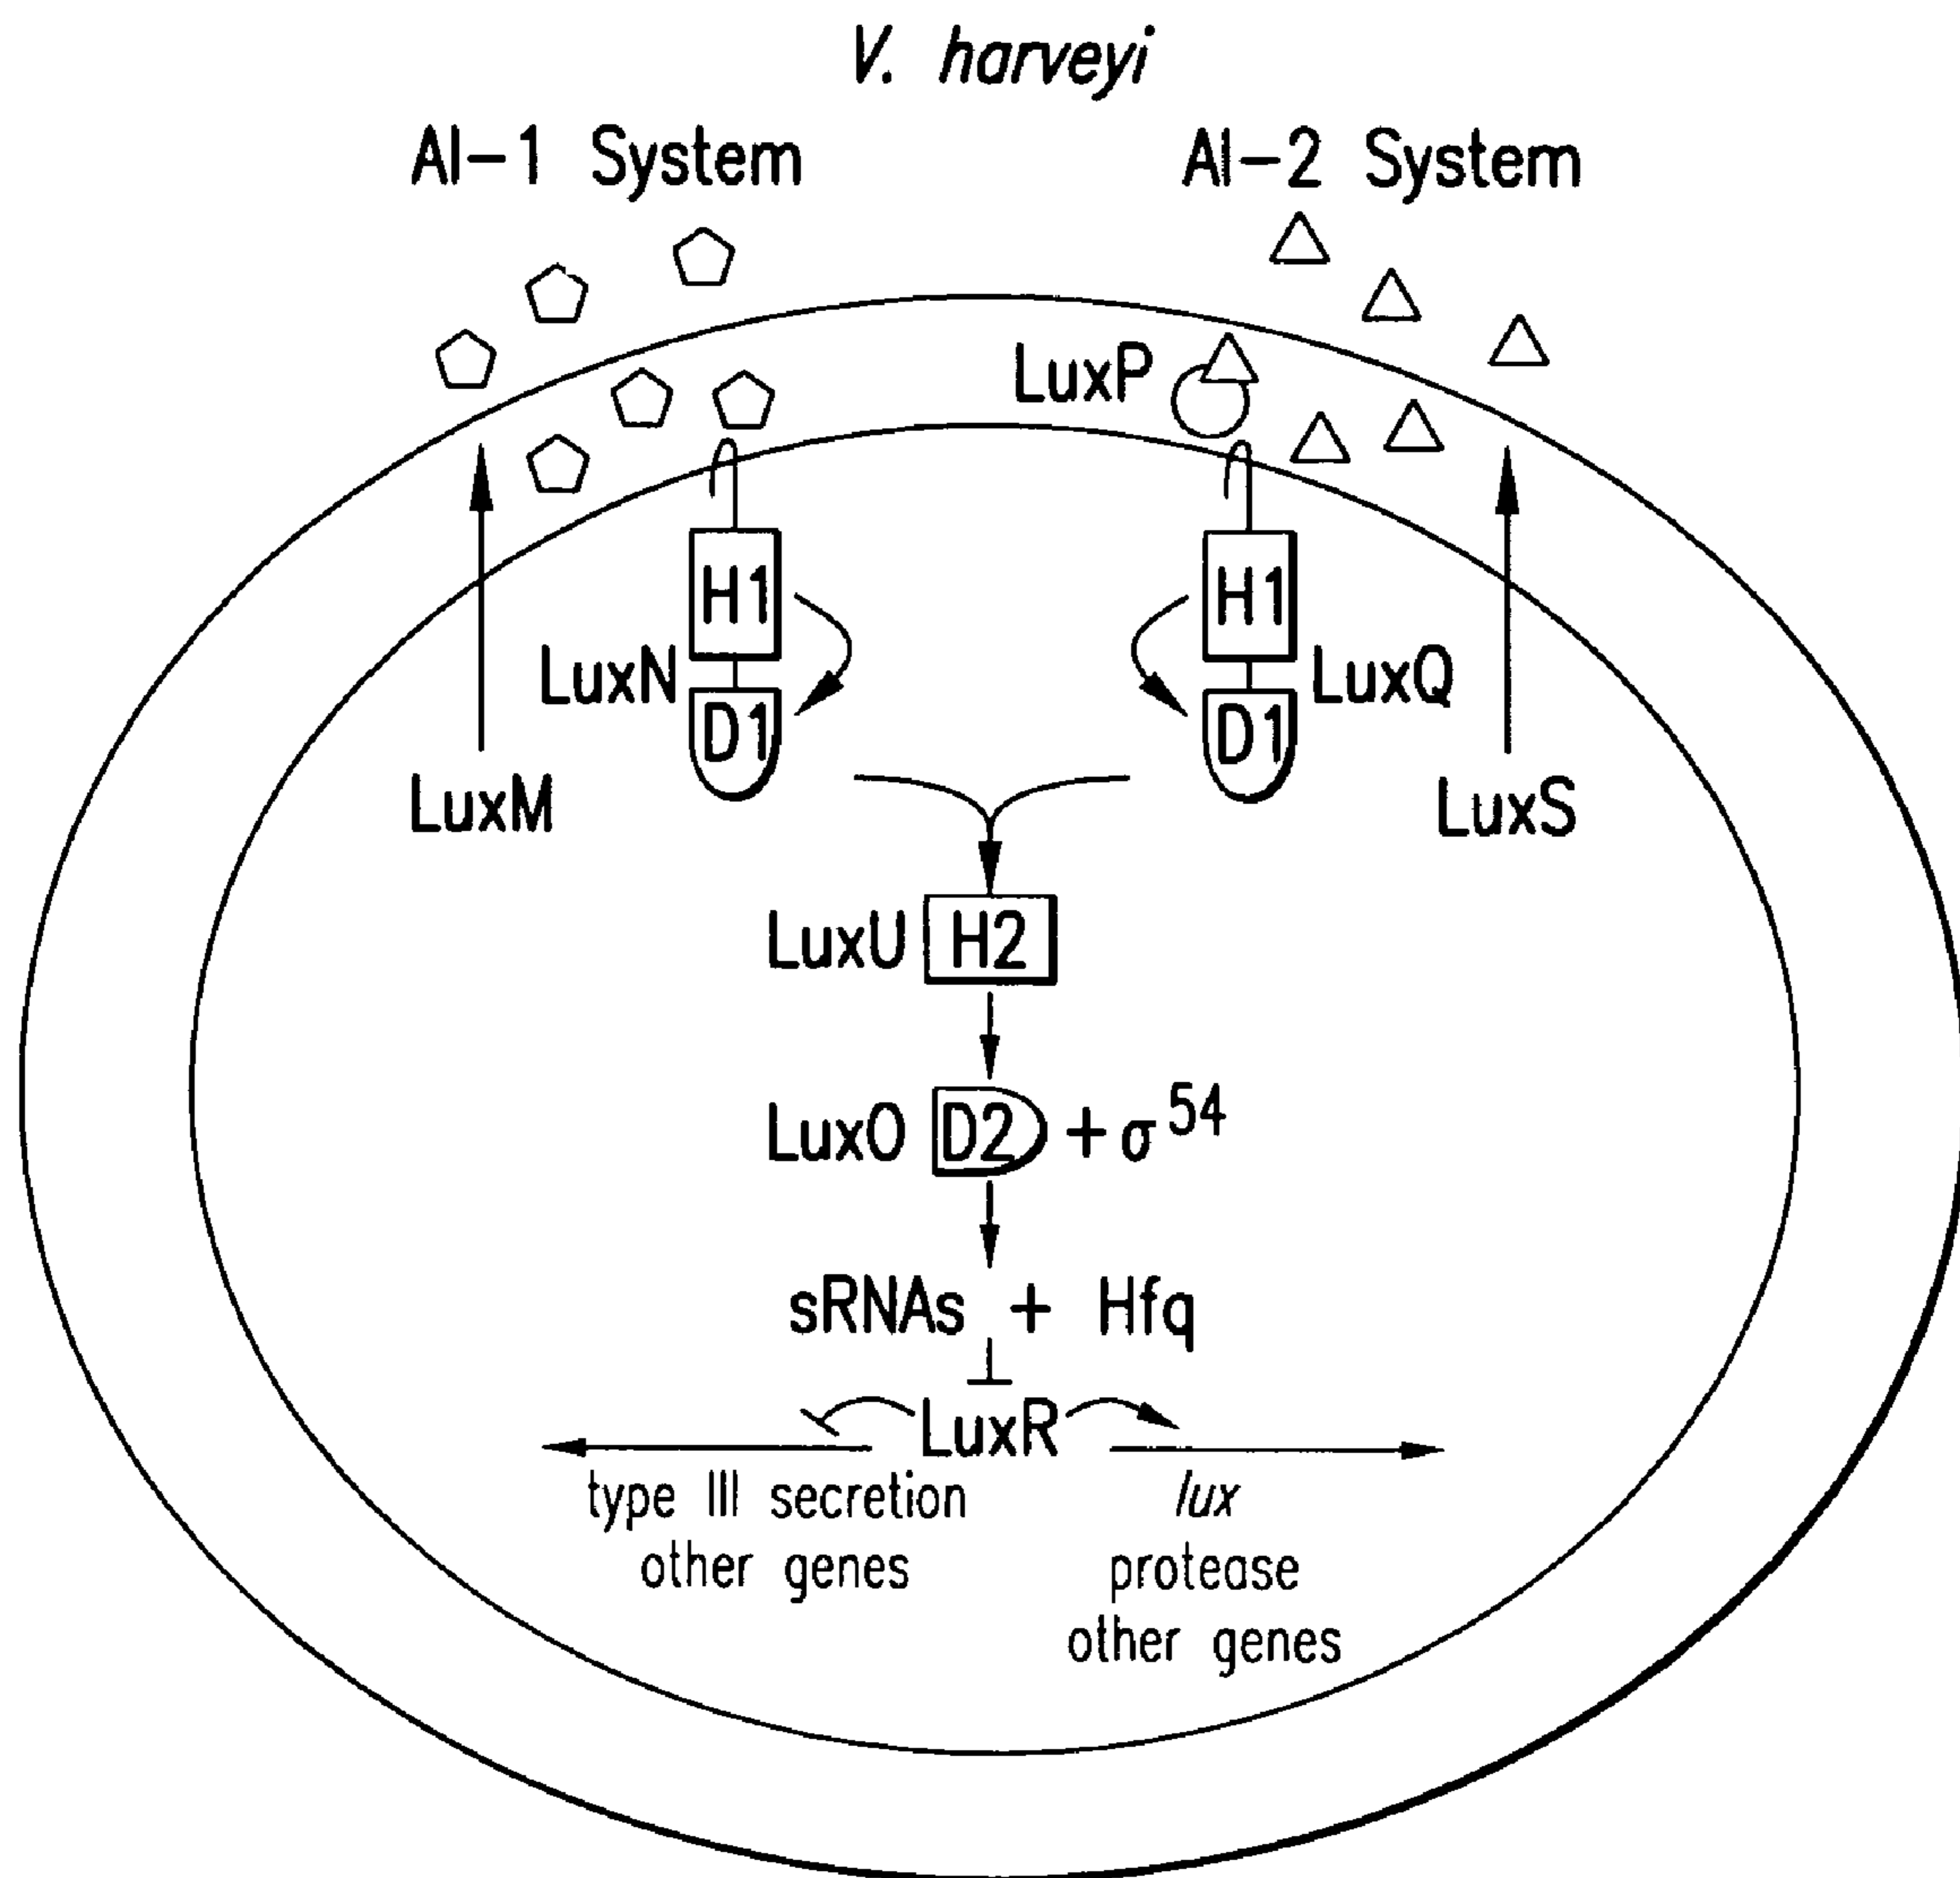 V. harveyi
AI-1 System
AI-2 System
LuxP
H1
H1
LuxN
LuxQ
D1
D1
LuxM
LuxS
LuxU H2
LuxO D2 + σ54
sRNAs + Hfq
LuxR
type III secretion
other genes
lux
protease
other genes